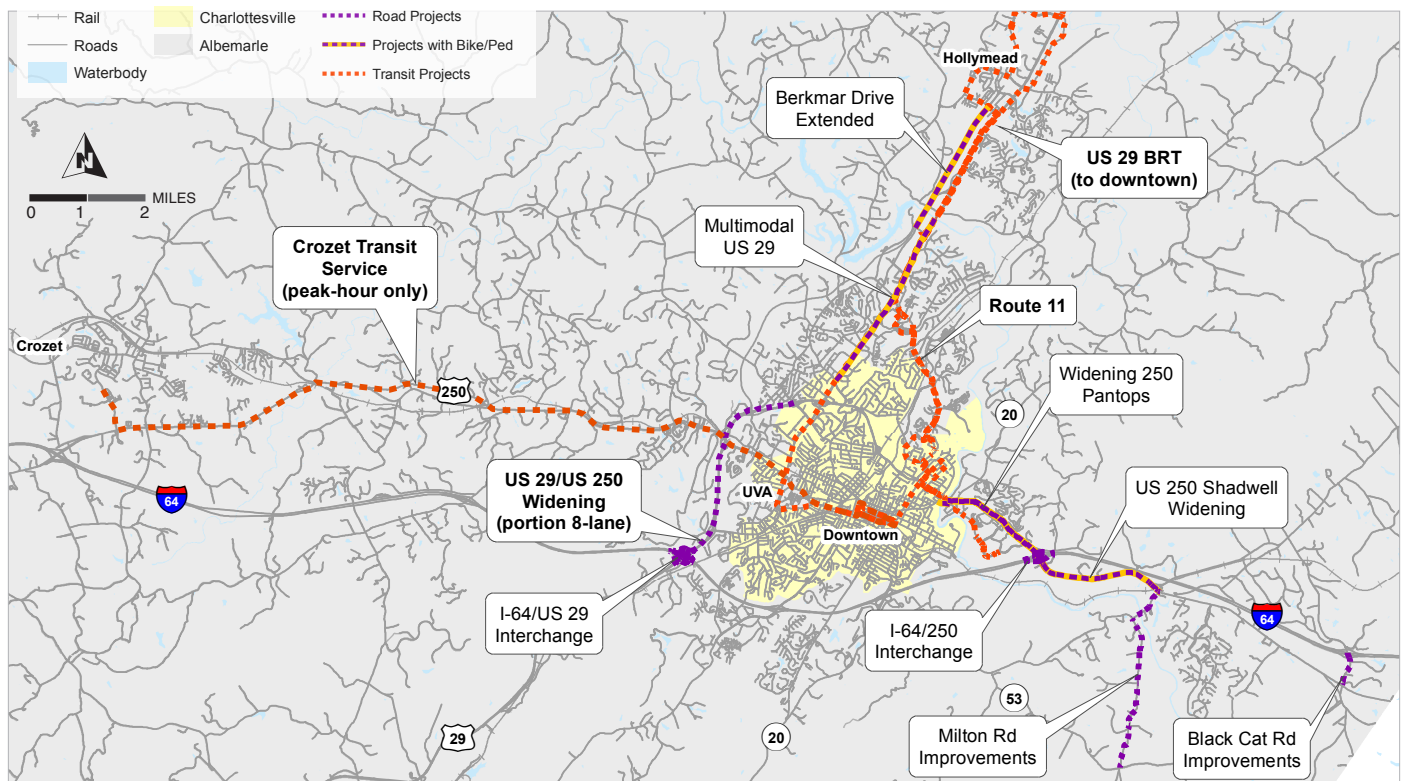 Rail
Roads
Waterbody
Charlottesville
Albemarle
Road Projects
Projects with Bike/Ped
Transit Projects
N
MILES
0 1 2
Hollymead
Berkmar Drive
Extended
US 29 BRT
(to downtown)
Multimodal
US 29
Crozet Transit
Service
(peak-hour only)
Route 11
Crozet
250
Widening 250
Pantops
20
64
US 29/US 250
Widening
(portion 8-lane)
UVA
Downtown
US 250 Shadwell
Widening
I-64/US 29
Interchange
I-64/250
Interchange
64
53
29
20
Milton Rd
Improvements
Black Cat Rd
Improvements